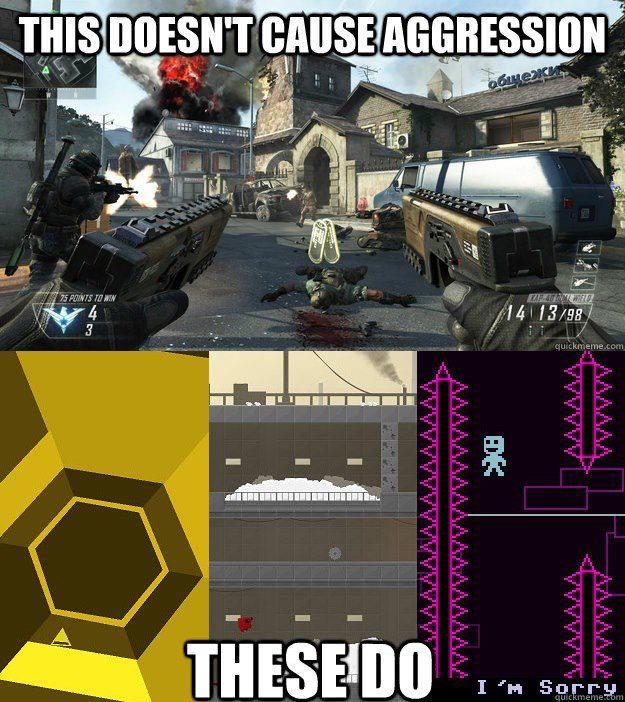 THIS DOESN'T CAUSE AGGRESSION
общежи
75 POINTS TO WIN
4
3
14 13/98
quickmeme.com
THESE DO
I'm Sorry
quickmeme.com